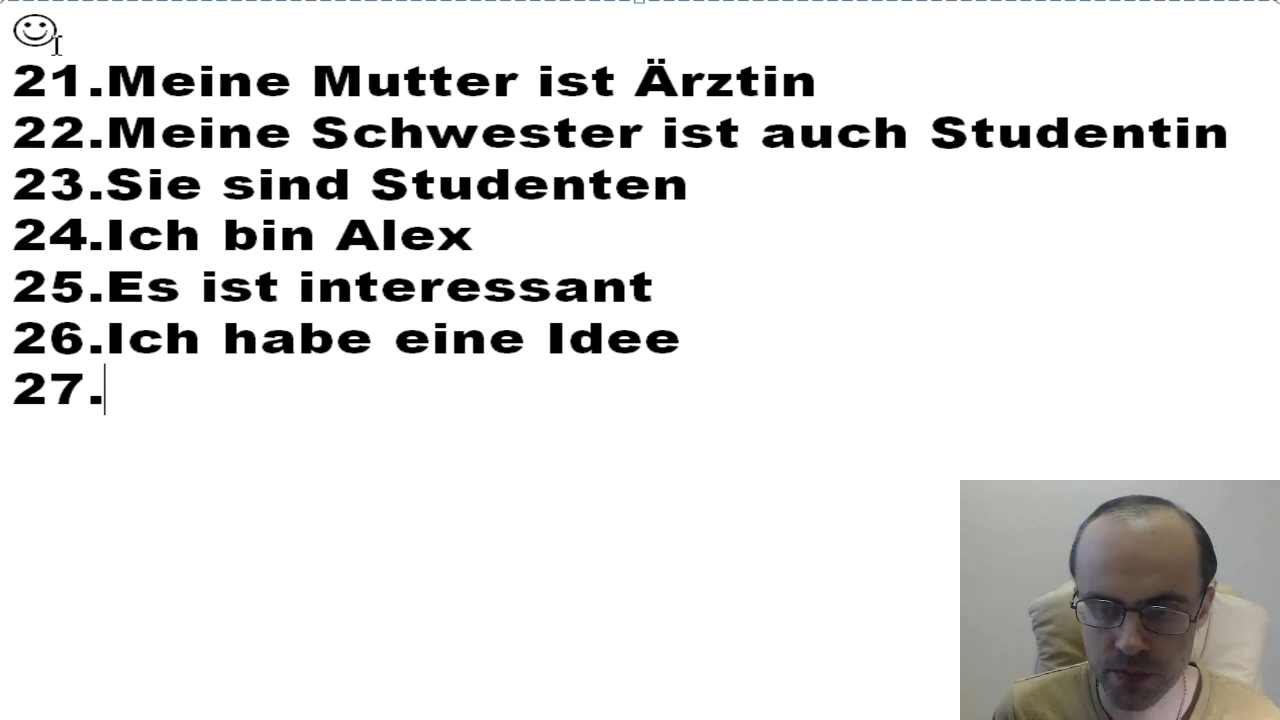 21.Meine Mutter ist Ärztin
22.Meine Schwester ist auch Studentin
23.Sie sind Studenten
24.Ich bin Alex
25.Es ist interessant
26.Ich habe eine Idee
27.